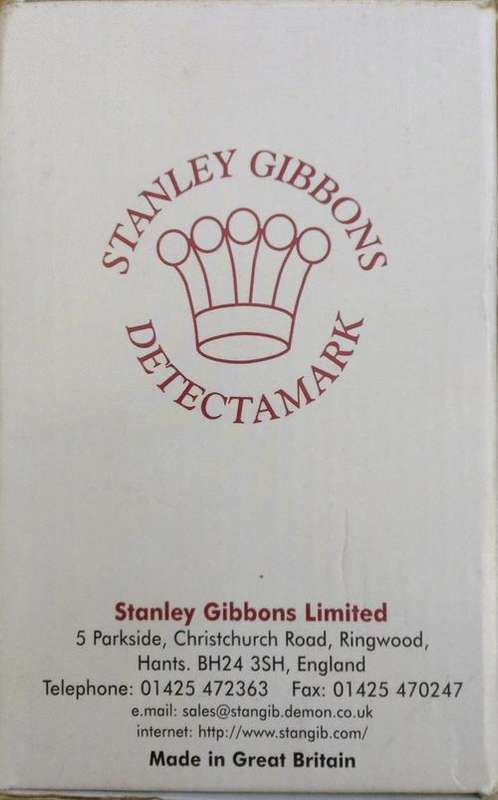 STANLEY GIBBONS
DETECTAMARK
Stanley Gibbons Limited
5 Parkside, Christchurch Road, Ringwood,
Hants. BH24 3SH, England
Telephone: 01425 472363 Fax: 01425 470247
e.mail: sales@stangib.demon.co.uk
internet: http://www.stangib.com/
Made in Great Britain